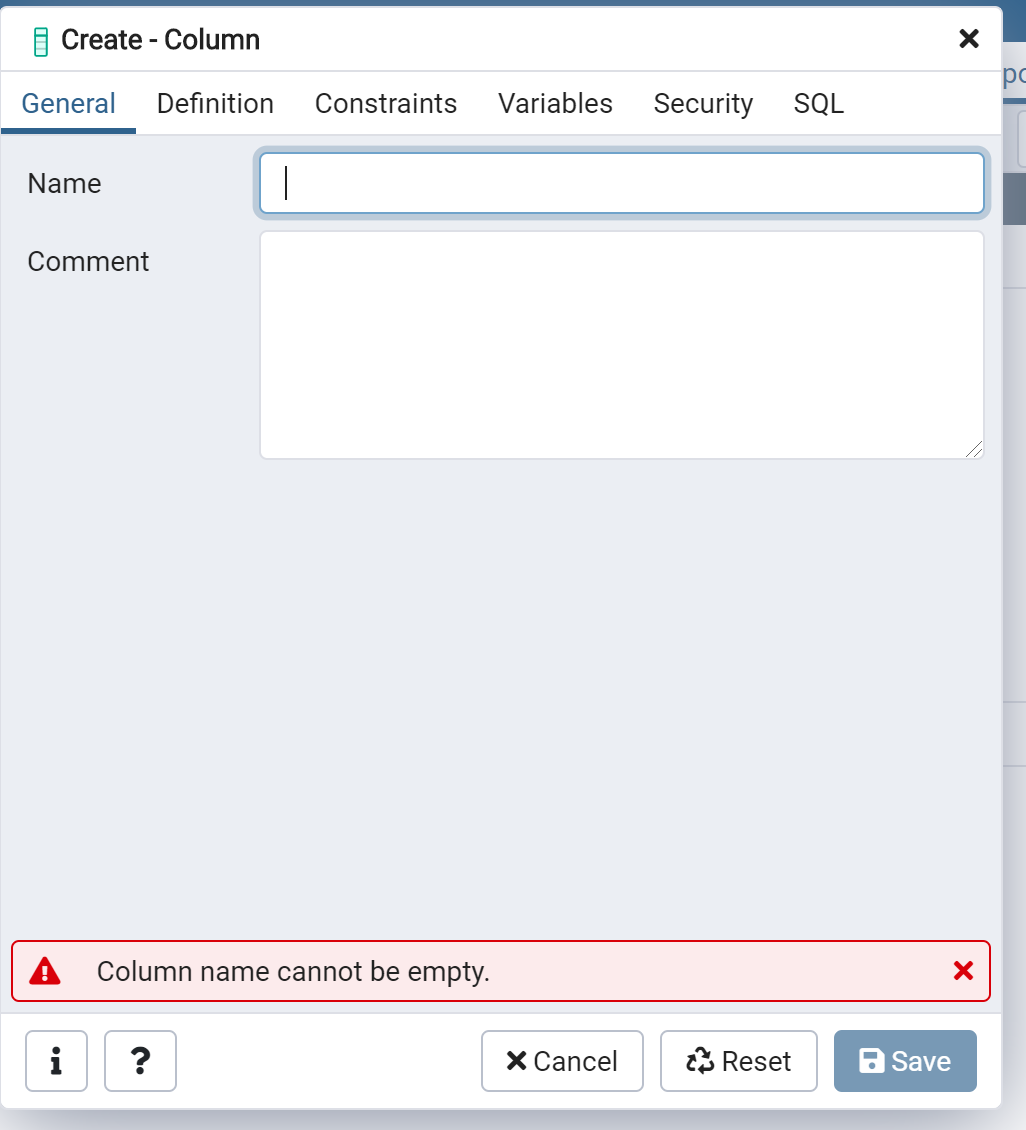 Create - Column
General Definition Constraints Variables Security SQL
Name
Comment
Column name cannot be empty.
Cancel Reset Save